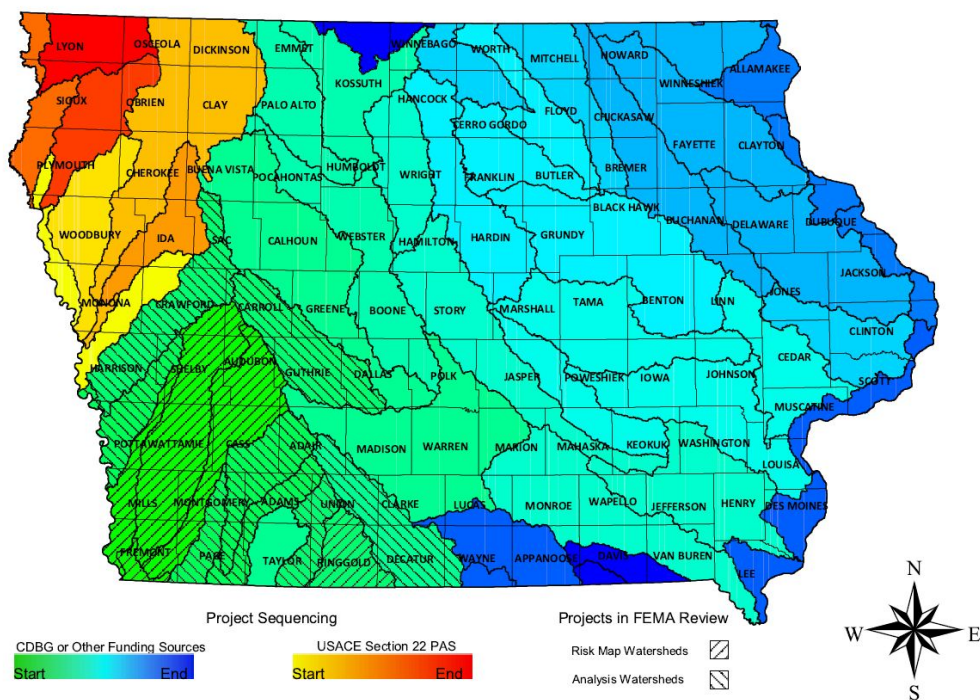 LYON OSCEOLA DICKINSON EMMET WINNEBAGO WORTH MITCHELL HOWARD WINNESHIEK ALLAMAKEE
KOSSUTH
SIOUX O'BRIEN CLAY PALO ALTO HANCOCK CERRO GORDO FLOYD CHICKASAW
FAYETTE CLAYTON
PLYMOUTH CHEROKEE BUENA VISTA POCAHONTAS HUMBOLDT WRIGHT FRANKLIN BUTLER BREMER
BLACK HAWK
WOODBURY IDA SAC CALHOUN WEBSTER HAMILTON HARDIN GRUNDY BUCHANAN DELAWARE DUBUQUE
JACKSON
MONONA CRAWFORD CARROLL GREENE BOONE STORY MARSHALL TAMA BENTON LINN JONES
CLINTON
CEDAR
HARRISON SHELBY AUDUBON GUTHRIE DALLAS POLK JASPER POWESHIEK IOWA JOHNSON SCOTT
MUSCATINE
POTTAWATTAMIE CASS ADAIR MADISON WARREN MARION MAHASKA KEOKUK WASHINGTON
LOUISA
MILLS MONTGOMERY ADAMS UNION CLARKE LUCAS MONROE WAPELLO JEFFERSON HENRY DES MOINES
FREMONT PAGE TAYLOR RINGGOLD DECATUR WAYNE APPANOOSE DAVIS VAN BUREN LEE
Project Sequencing
CDBG or Other Funding Sources
Start End
USACE Section 22 PAS
Start End
Projects in FEMA Review
Risk Map Watersheds
Analysis Watersheds
N
W E
S